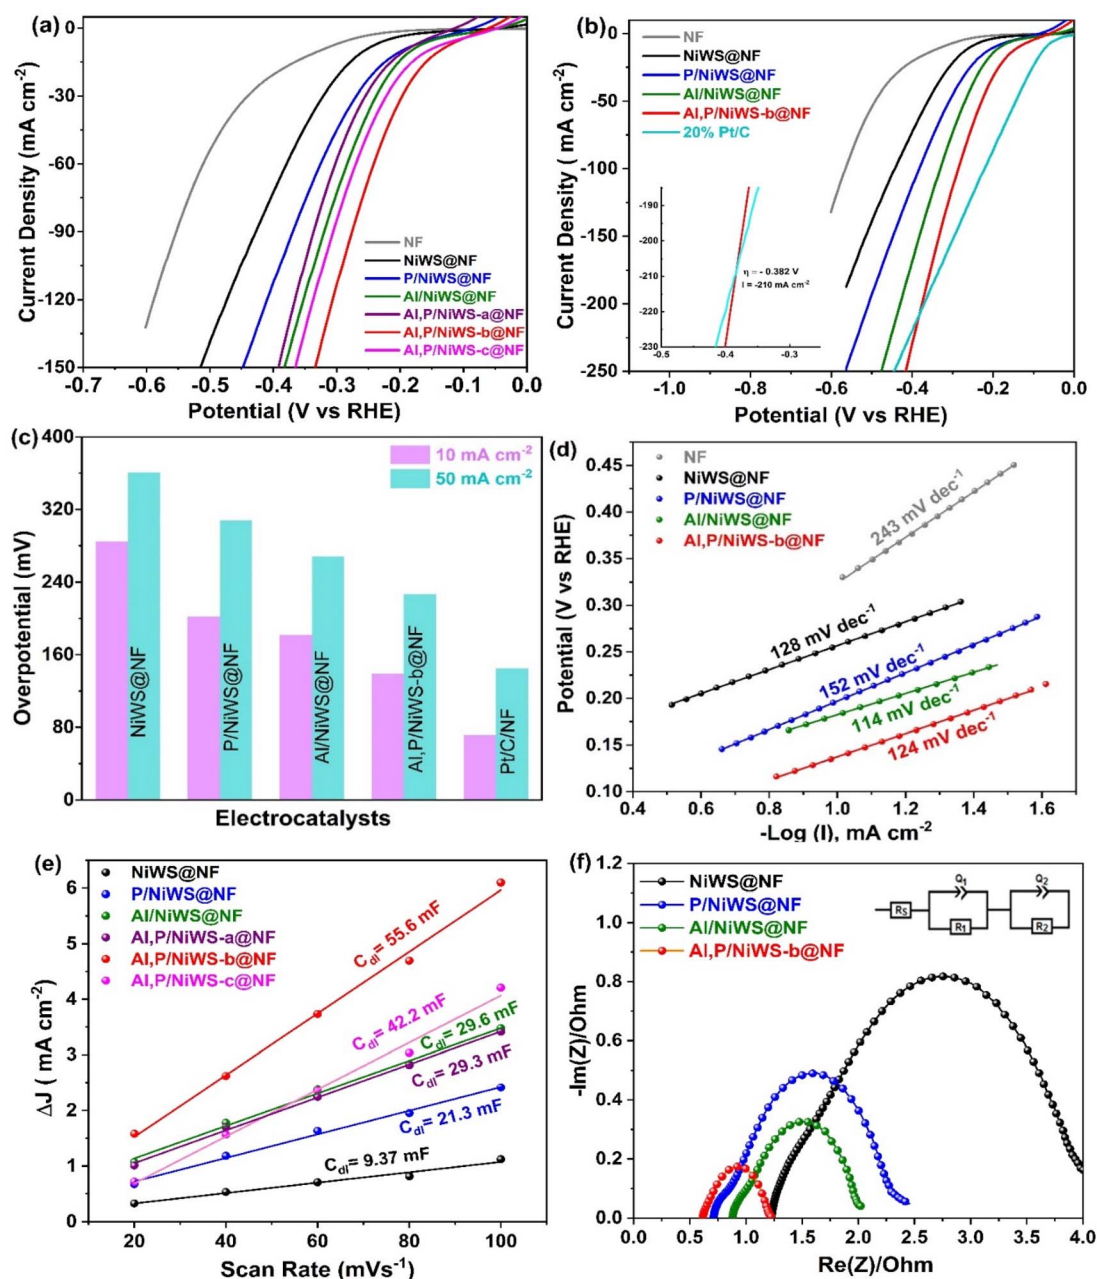 (a)
5
0
-30
-60
-90
-120
-150
Current Density (mA cm-2)
NF
NiWS@NF
P/NiWS@NF
Al/NiWS@NF
Al,P/NiWS-a@NF
Al,P/NiWS-b@NF
Al,P/NiWS-c@NF
-0.7 -0.6 -0.5 -0.4 -0.3 -0.2 -0.1 0.0
Potential (V vs RHE)
(b)
0
-50
-100
-150
-200
-250
Current Density ( mA cm-2)
NF
NiWS@NF
P/NiWS@NF
Al/NiWS@NF
Al,P/NiWS-b@NF
20% Pt/C
-190
-200
-210
-220
-230
η = - 0.382 V
I = -210 mA cm-2
-0.5 -0.4 -0.3
-1.0 -0.8 -0.6 -0.4 -0.2 0.0
Potential (V vs RHE)
(c)
400
320
240
160
80
0
Overpotential (mV)
10 mA cm-2
50 mA cm-2
NiWS@NF
P/NiWS@NF
Al/NiWS@NF
Al,P/NiWS-b@NF
Pt/C/NF
Electrocatalysts
(d)
0.45
0.40
0.35
0.30
0.25
0.20
0.15
0.10
Potential (V vs RHE)
NF
NiWS@NF
P/NiWS@NF
Al/NiWS@NF
Al,P/NiWS-b@NF
243 mV dec-1
128 mV dec-1
152 mV dec-1
114 mV dec-1
124 mV dec-1
0.4 0.6 0.8 1.0 1.2 1.4 1.6
-Log (I), mA cm-2
(e)
6
5
4
3
2
1
0
ΔJ ( mA cm-2)
NiWS@NF
P/NiWS@NF
Al/NiWS@NF
Al,P/NiWS-a@NF
Al,P/NiWS-b@NF
Al,P/NiWS-c@NF
Cdl= 55.6 mF
Cdl= 42.2 mF
Cdl= 29.6 mF
Cdl= 29.3 mF
Cdl= 21.3 mF
Cdl= 9.37 mF
20 40 60 80 100
Scan Rate (mVs-1)
(f)
1.2
1.0
0.8
0.6
0.4
0.2
0.0
-Im(Z)/Ohm
NiWS@NF
P/NiWS@NF
Al/NiWS@NF
Al,P/NiWS-b@NF
RS
Q1
R1
Q2
R2
0.0 0.5 1.0 1.5 2.0 2.5 3.0 3.5 4.0
Re(Z)/Ohm